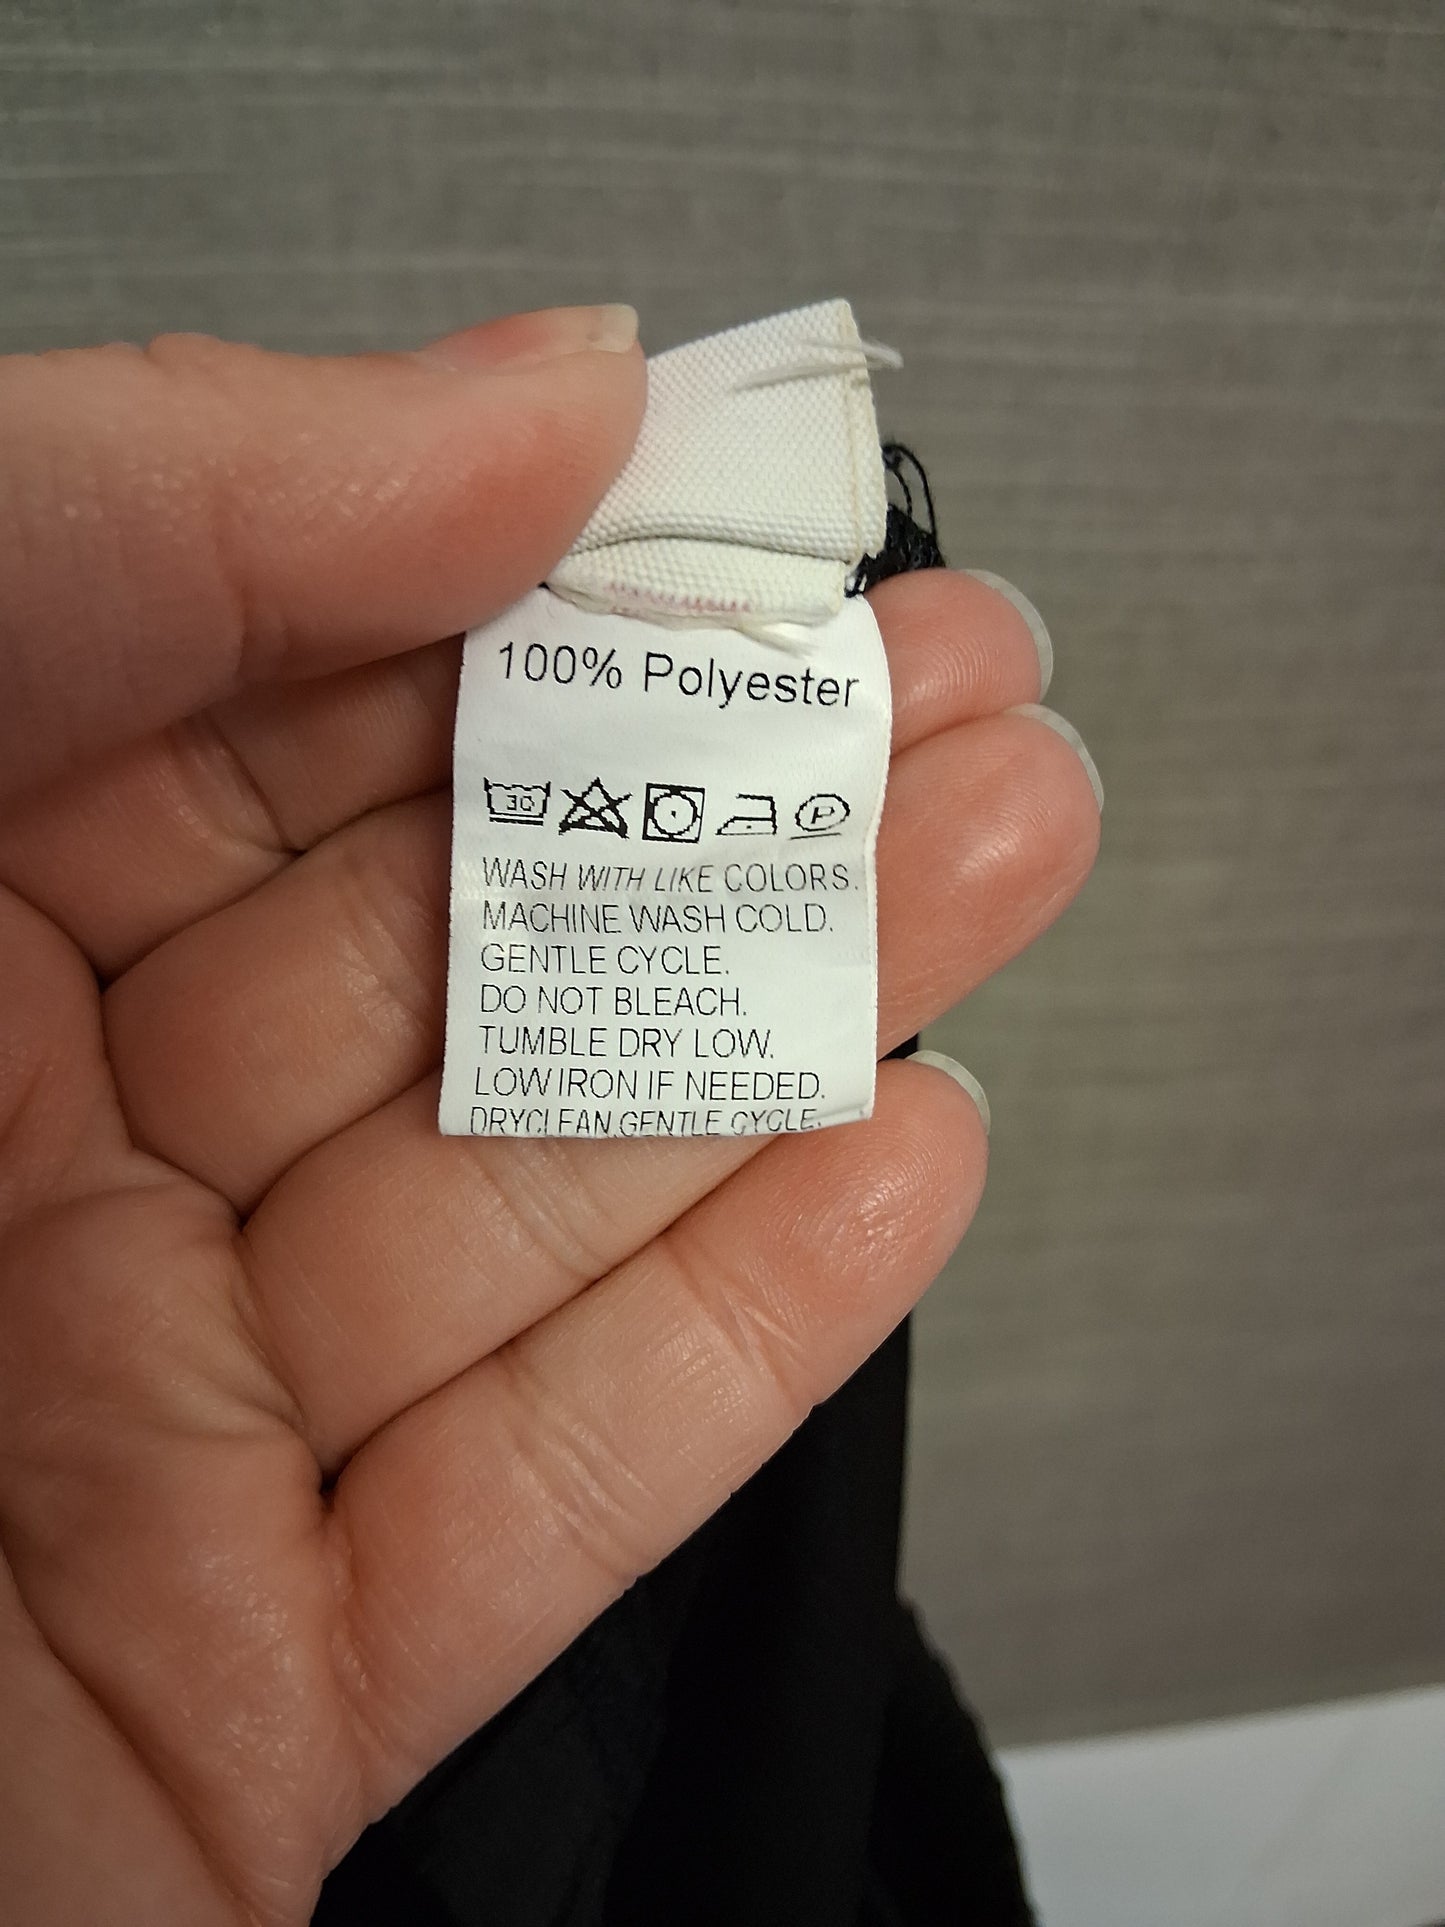 100% Polyester
30 P
WASH WITH LIKE COLORS.
MACHINE WASH COLD.
GENTLE CYCLE.
DO NOT BLEACH.
TUMBLE DRY LOW.
LOW IRON IF NEEDED.
DRYCLEAN,GENTLE CYCLE.